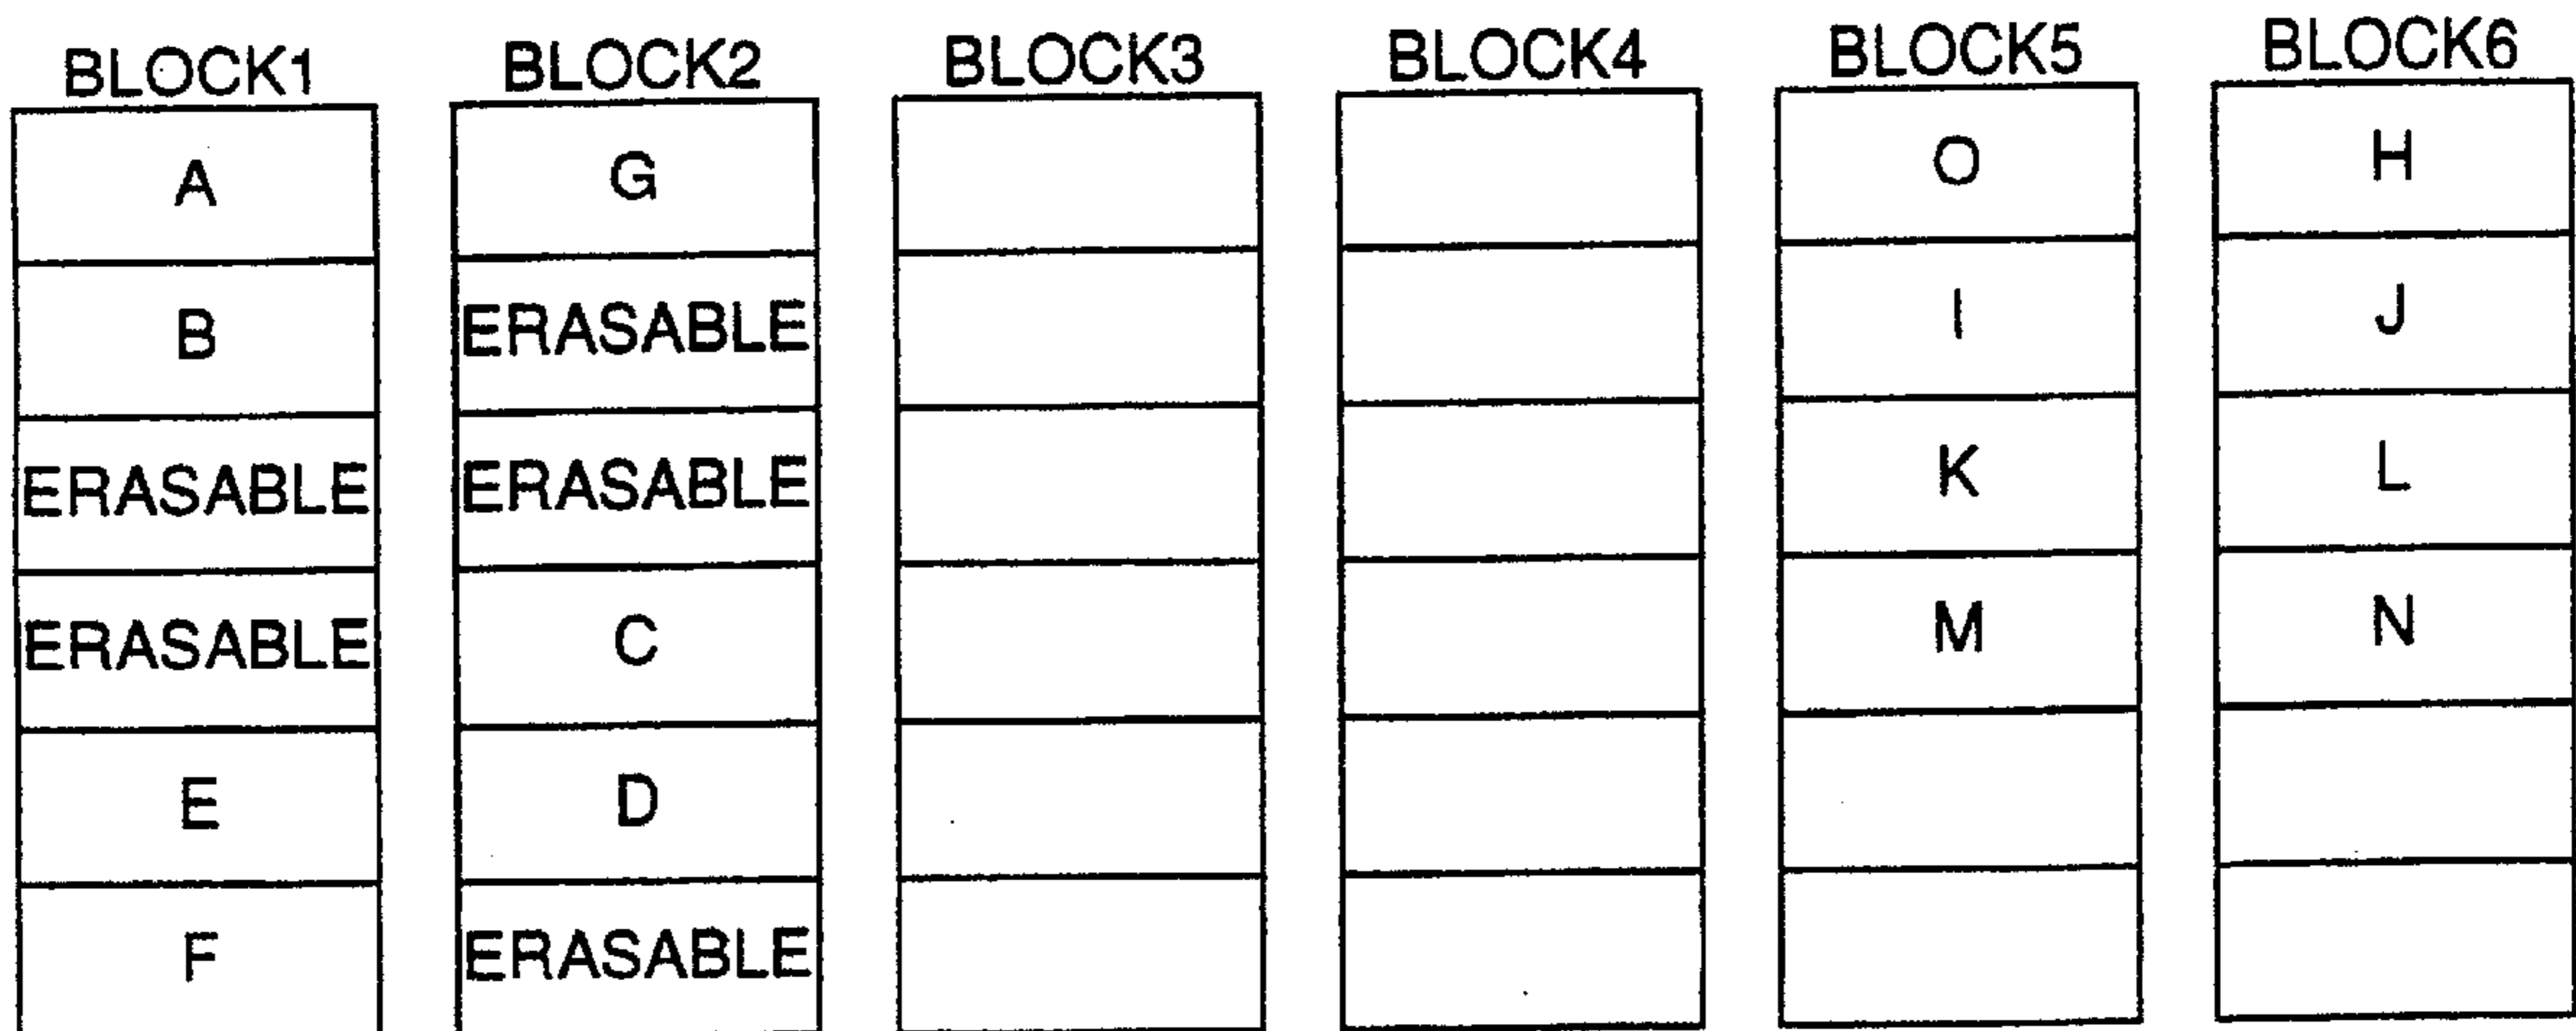 BLOCK1 BLOCK2 BLOCK3 BLOCK4 BLOCK5 BLOCK6
A G O H
B ERASABLE I J
ERASABLE ERASABLE K L
ERASABLE C M N
E D
F ERASABLE